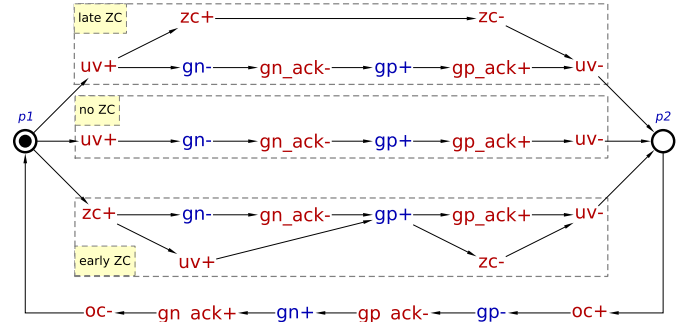 late ZC zc+ zc-
uv+ gn- gn_ack- gp+ gp_ack+ uv-
p1 no ZC p2
uv+ gn- gn_ack- gp+ gp_ack+ uv-
zc+ gn- gn_ack- gp+ gp_ack+ uv-
early ZC uv+ zc-
oc- gn_ack+ gn+ gp_ack- gp- oc+